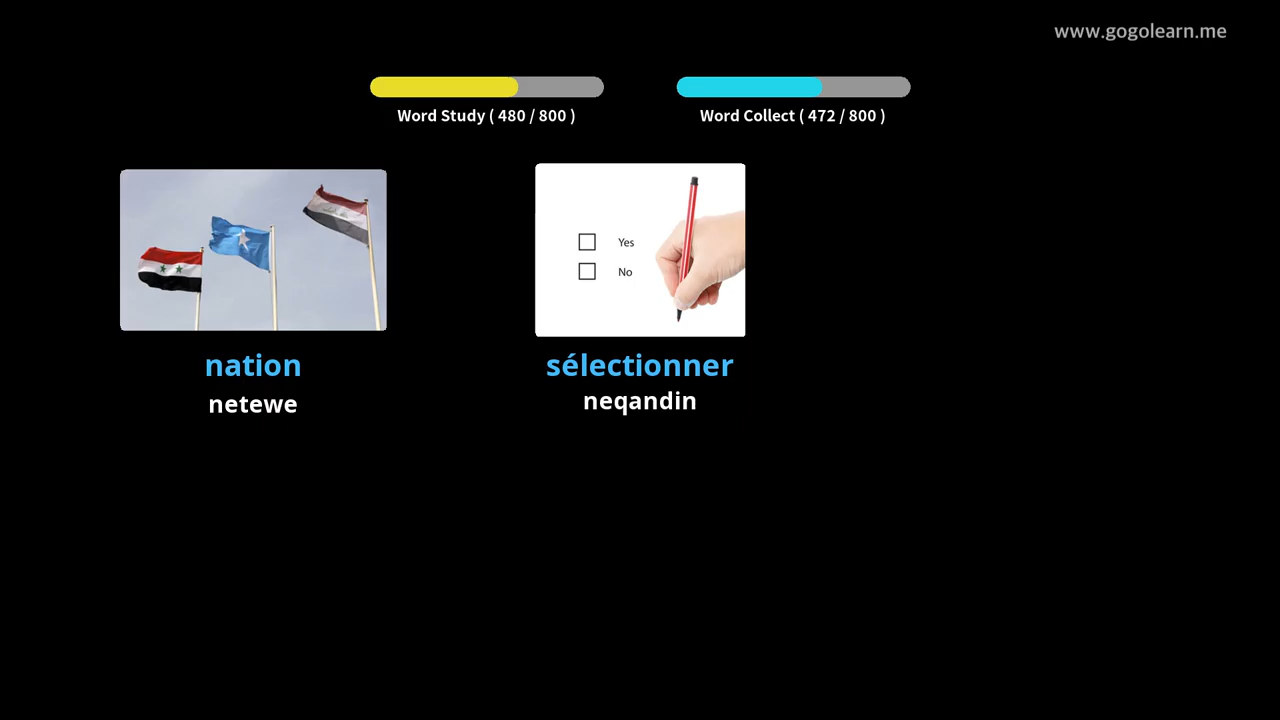 www.gogolearn.me
Word Study ( 480 / 800 )
Word Collect ( 472 / 800 )
Yes
No
nation
netewe
sélectionner
neqandin